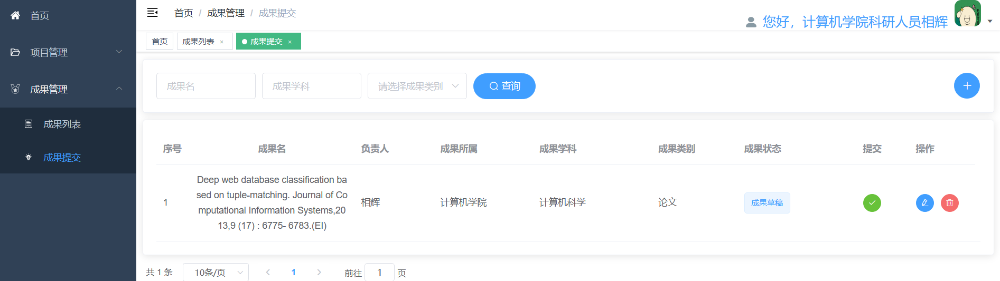 首页
项目管理
成果管理
成果列表
成果提交
首页 / 成果管理 / 成果提交
您好，计算机学院科研人员相辉
首页 成果列表 × 成果提交 ×
成果名 成果学科 请选择成果类别 查询
序号 成果名 负责人 成果所属 成果学科 成果类别 成果状态 提交 操作
Deep web database classification ba
sed on tuple-matching. Journal of Co
1 相辉 计算机学院 计算机科学 论文 成果草稿
mputational Information Systems,20
13,9 (17) : 6775- 6783.(EI)
共 1 条 10条/页 1 前往 1 页